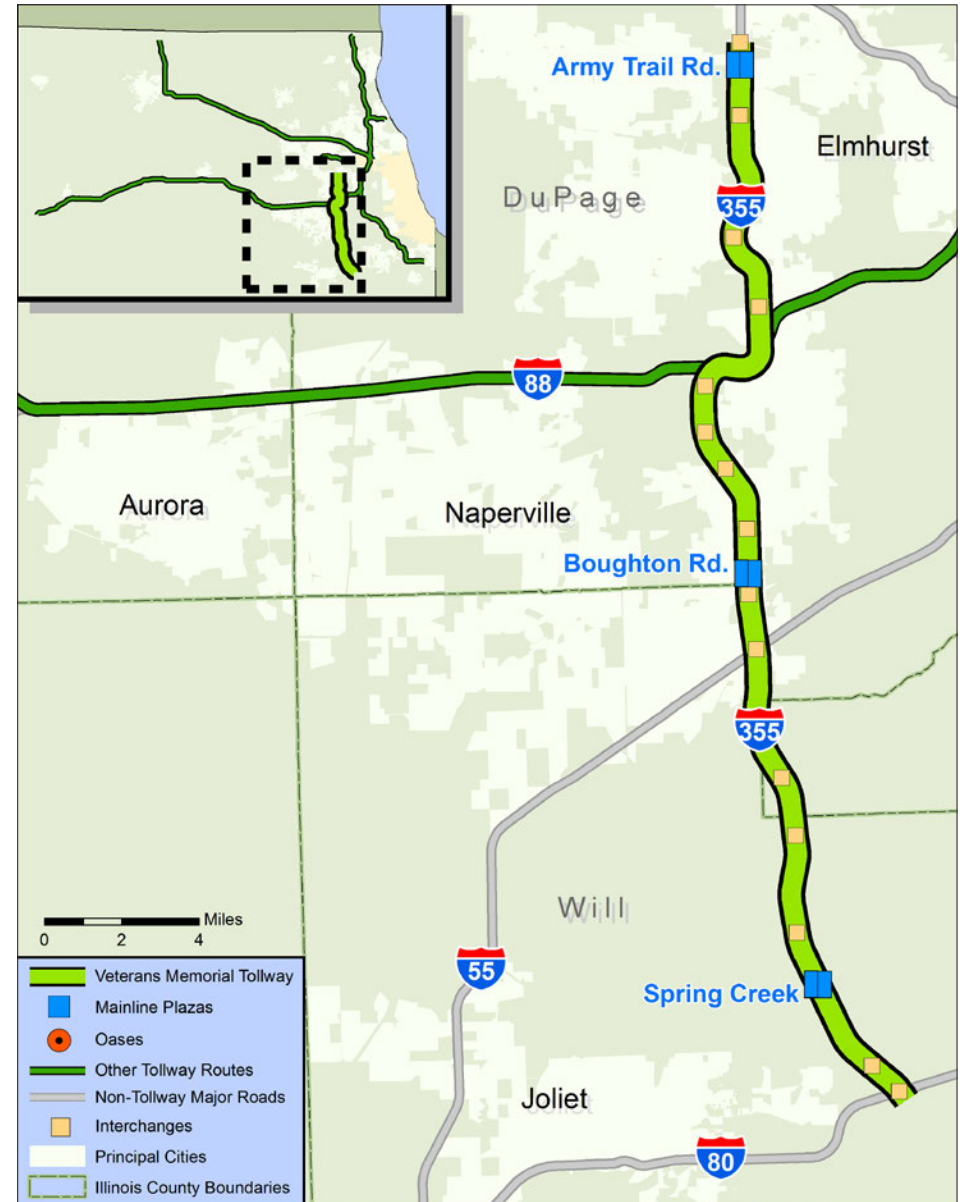 Army Trail Rd.
Elmhurst
DuPage
355
88
Aurora
Naperville
Boughton Rd.
355
Will
Miles
0 2 4
55
Spring Creek
Joliet
80
Veterans Memorial Tollway
Mainline Plazas
Oases
Other Tollway Routes
Non-Tollway Major Roads
Interchanges
Principal Cities
Illinois County Boundaries